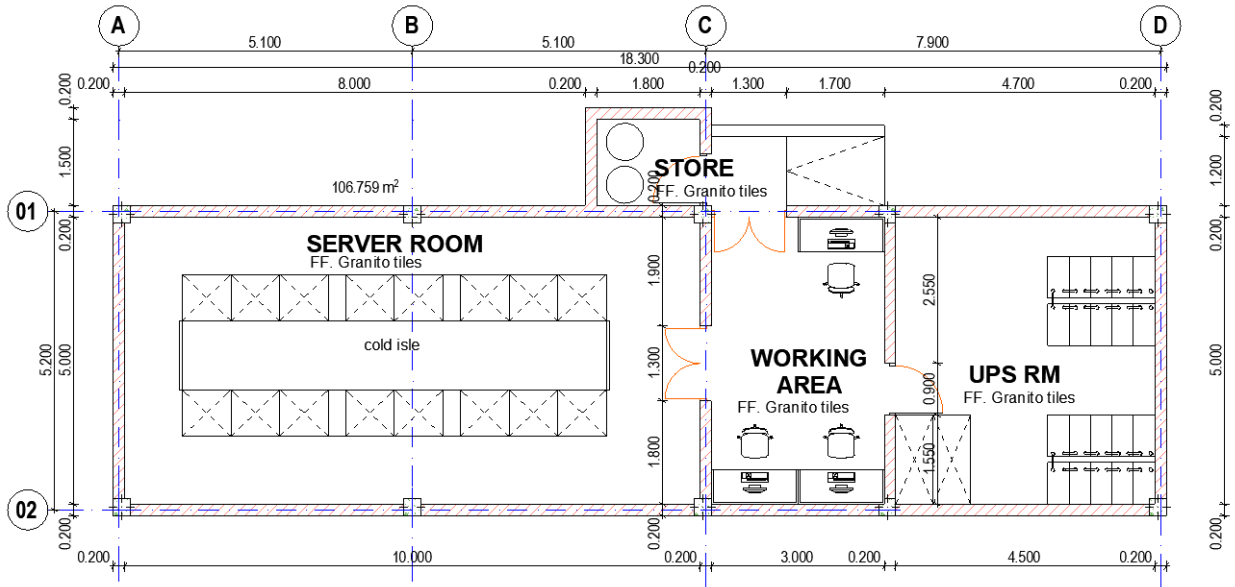 A B C D
5.100 5.100 7.900
18.300
0.200
0.200 8.000 0.200 1.800 1.300 1.700 4.700 0.200
0.200
0.200
1.500
1.200
STORE
FF. Granito tiles
0.200
106.759 m²
01
0.200
0.200
SERVER ROOM
FF. Granito tiles
1.900
2.550
cold isle
5.200
5.000
1.300
WORKING
AREA
FF. Granito tiles
0.900
UPS RM
FF. Granito tiles
5.000
1.800
1.550
02
0.200
0.200
0.200
0.200 10.000 0.200 3.000 0.200 4.500 0.200